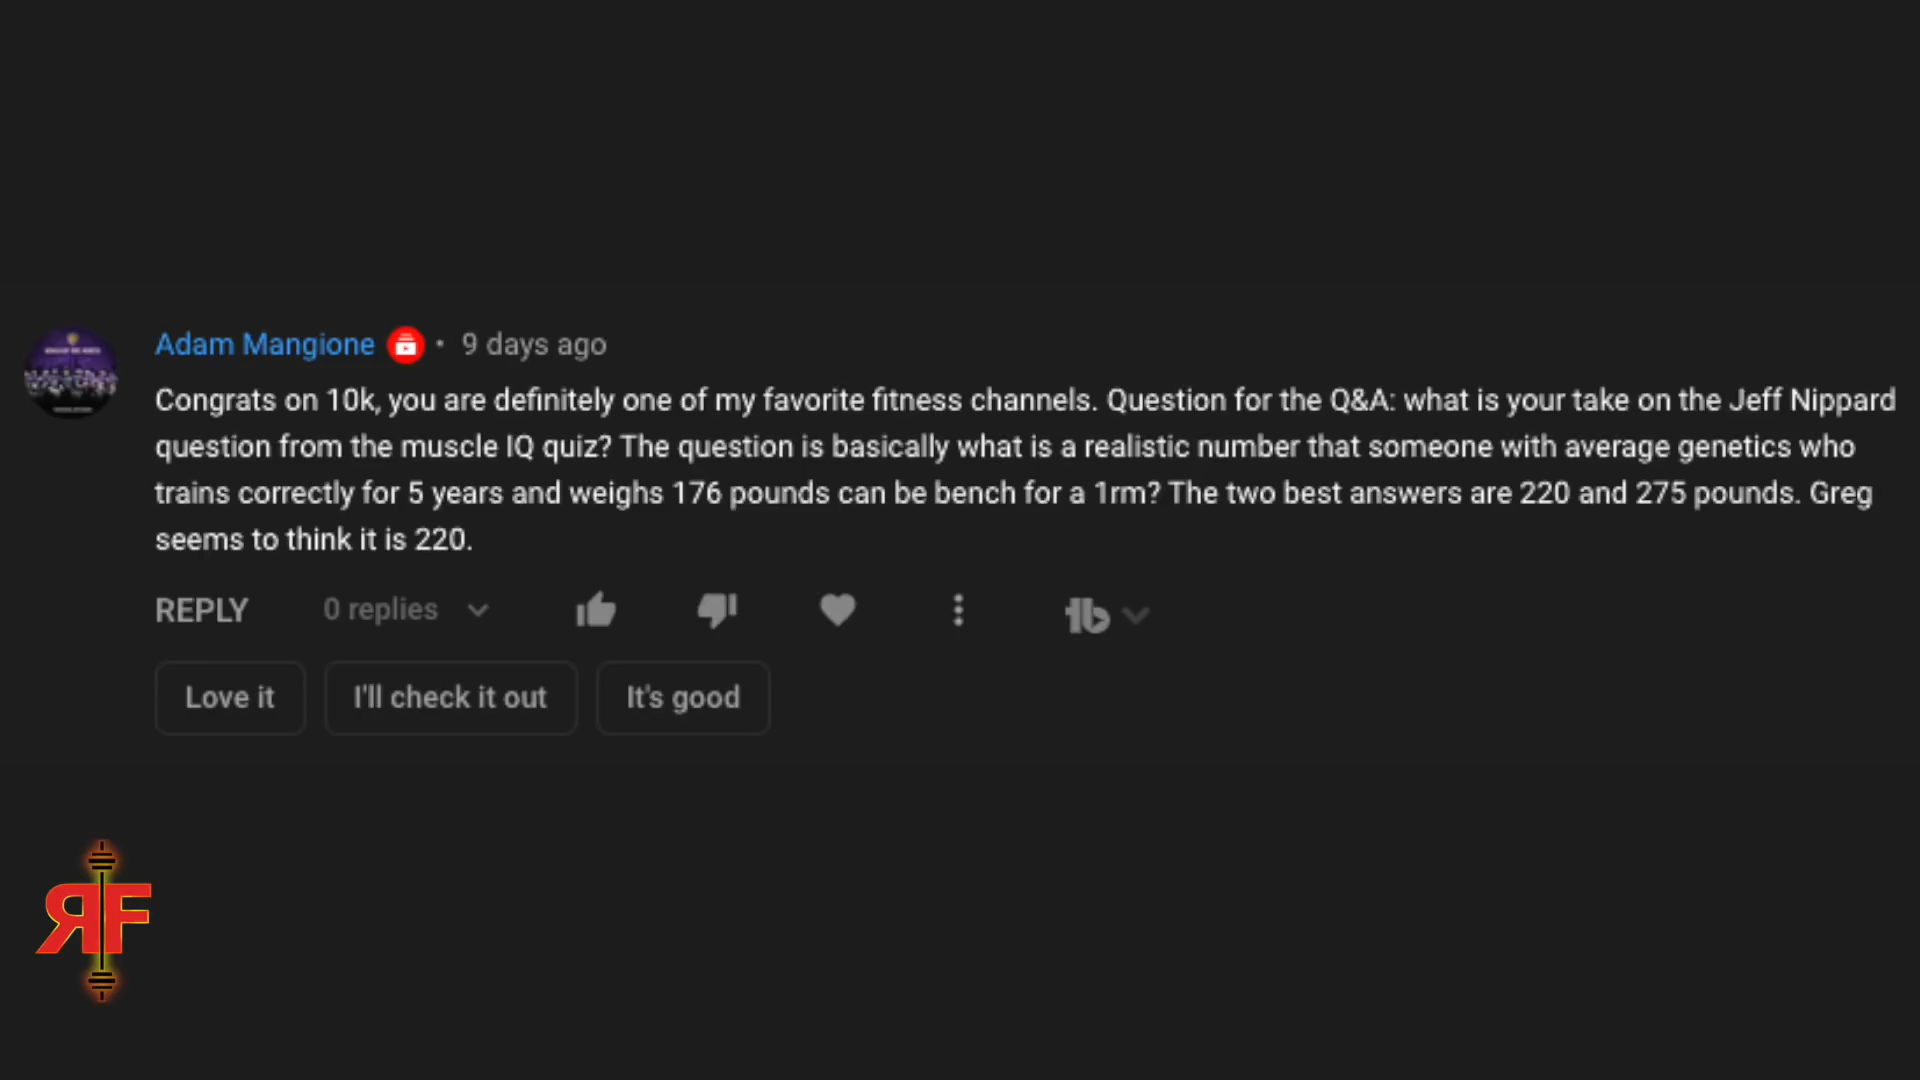 Adam Mangione • 9 days ago
Congrats on 10k, you are definitely one of my favorite fitness channels. Question for the Q&A: what is your take on the Jeff Nippard
question from the muscle IQ quiz? The question is basically what is a realistic number that someone with average genetics who
trains correctly for 5 years and weighs 176 pounds can be bench for a 1rm? The two best answers are 220 and 275 pounds. Greg
seems to think it is 220.
REPLY 0 replies
Love it I'll check it out It's good
RF